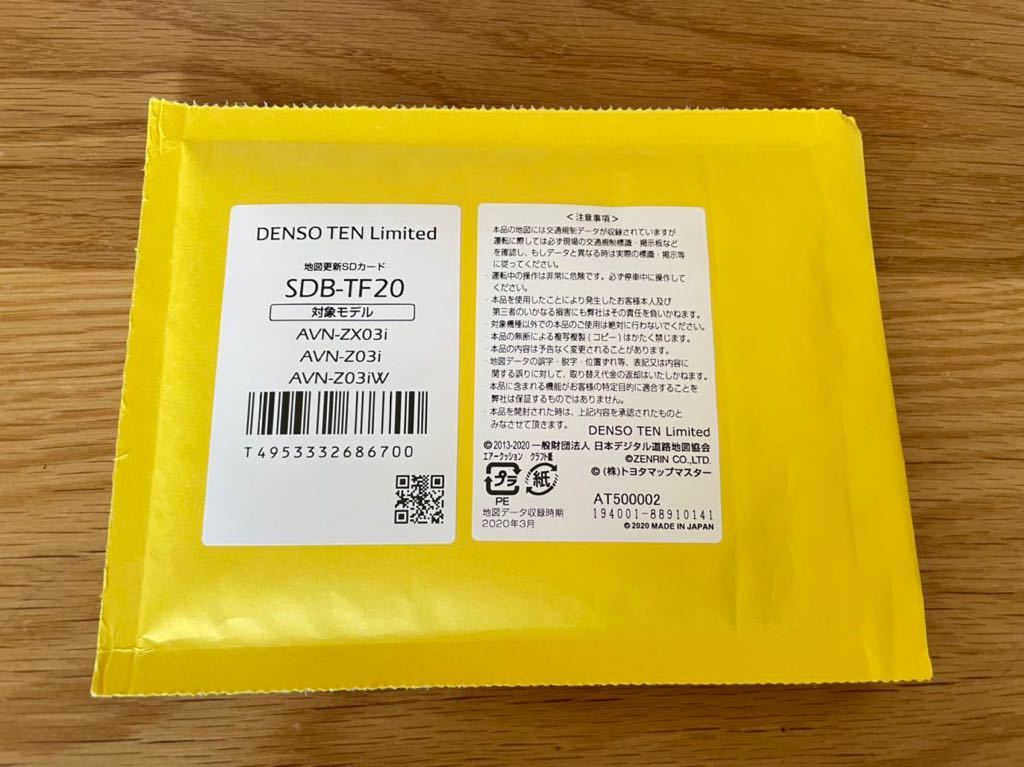 DENSO TEN Limited
地図更新SDカード
SDB-TF20
対象モデル
AVN-ZX03i
AVN-Z03i
AVN-Z03iW
T4953332686700
<注意事項>
・本品の地図には交通規制データが収録されていますが
運転に際しては必ず現場の交通規制標識・掲示板など
を確認し、もしデータと異なる時は実際の標識・掲示等
に従ってください。
・運転中の操作は非常に危険です。必ず停車中に操作して
ください。
・本品を使用したことにより発生したお客様本人及び
第三者のいかなる損害にも弊社はその責任を負いかねます。
・対象機種以外での本品のご使用は絶対に行わないでください。
・本品の無断による複写複製(コピー)はかたく禁じます。
・本品の内容は予告なく変更されることがあります。
・地図データの誤字・脱字・位置ずれ等、表記又は内容に
関する誤りに対して、取り替え代金の返却はいたしかねます。
・本品に含まれる機能がお客様の特定目的に適合することを
弊社は保証するものではありません。
・本品を開封された時は、上記内容を承認されたものと
みなさせて頂きます。
DENSO TEN Limited
©2013-2020 一般財団法人 日本デジタル道路地図協会
©ZENRIN CO.,LTD.
© (株)トヨタマップマスター
エアークッション クラフト紙
プラ 紙
PE
地図データ収録時期
2020年3月
AT500002
194001-88910141
© 2020 MADE IN JAPAN